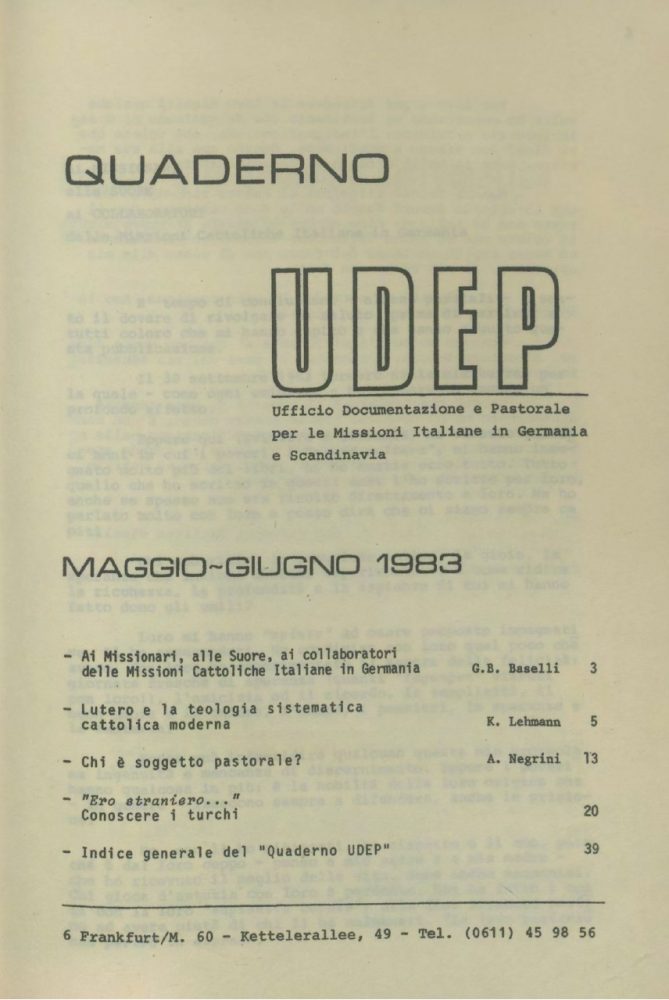 QUADERNO
UDEP
Ufficio Documentazione e Pastorale
per le Missioni Italiane in Germania
e Scandinavia
MAGGIO~GIUGNO 1983
- Ai Missionari, alle Suore, ai collaboratori
delle Missioni Cattoliche Italiane in Germania G.B. Baselli 3
- Lutero e la teologia sistematica
cattolica moderna K. Lehmann 5
- Chi è soggetto pastorale? A. Negrini 13
- "Ero straniero..."
Conoscere i turchi 20
- Indice generale del "Quaderno UDEP" 39
6 Frankfurt/M. 60 - Kettelerallee, 49 - Tel. (0611) 45 98 56